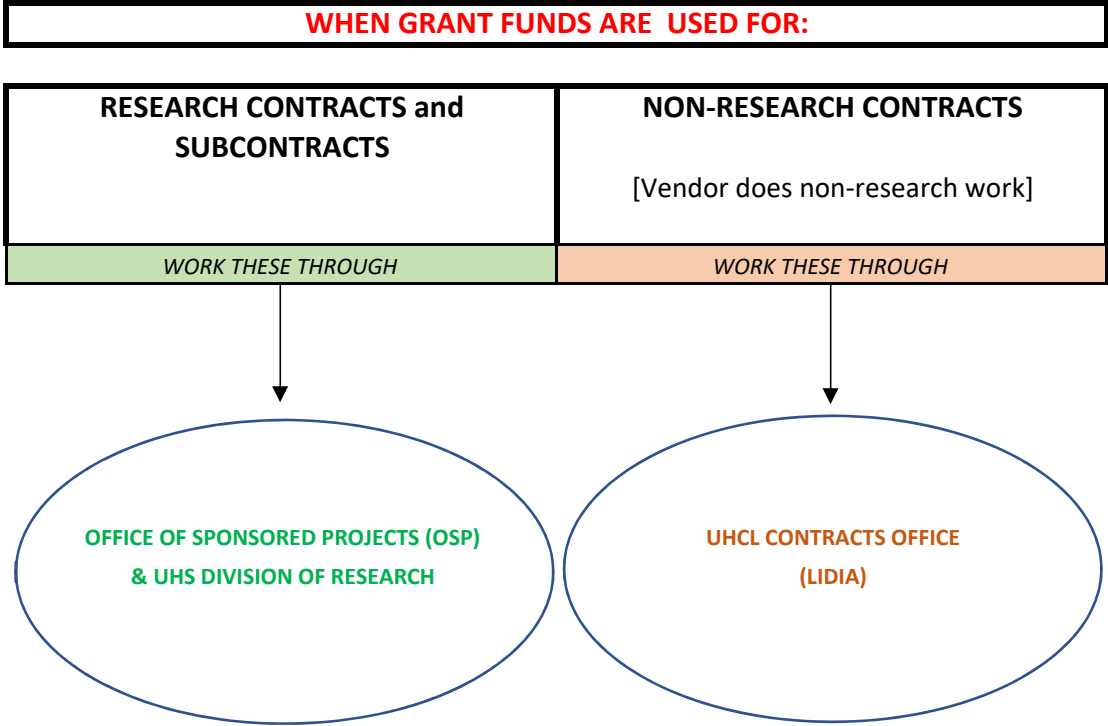 WHEN GRANT FUNDS ARE  USED FOR:
RESEARCH CONTRACTS and
SUBCONTRACTS
WORK THESE THROUGH
OFFICE OF SPONSORED PROJECTS (OSP)
& UHS DIVISION OF RESEARCH
NON-RESEARCH CONTRACTS
[Vendor does non-research work]
WORK THESE THROUGH
UHCL CONTRACTS OFFICE
(LIDIA)